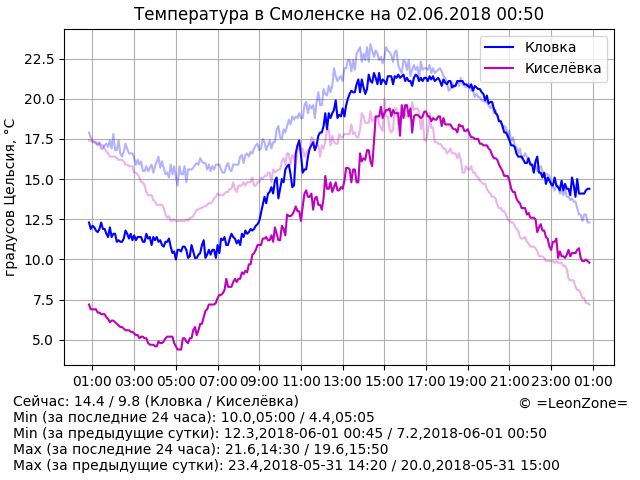 Температура в Смоленске на 02.06.2018 00:50
градусов Цельсия, °C
22.5
20.0
17.5
15.0
12.5
10.0
7.5
5.0
Кловка
Киселёвка
01:00 03:00 05:00 07:00 09:00 11:00 13:00 15:00 17:00 19:00 21:00 23:00 01:00
Сейчас: 14.4 / 9.8 (Кловка / Киселёвка)
© =LeonZone=
Min (за последние 24 часа): 10.0,05:00 / 4.4,05:05
Min (за предыдущие сутки): 12.3,2018-06-01 00:45 / 7.2,2018-06-01 00:50
Max (за последние 24 часа): 21.6,14:30 / 19.6,15:50
Max (за предыдущие сутки): 23.4,2018-05-31 14:20 / 20.0,2018-05-31 15:00